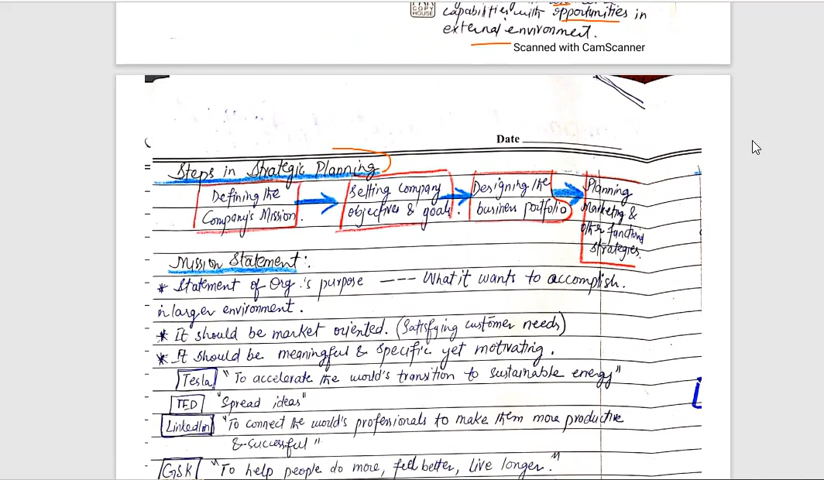 COPY
HOUSE
capabilities with opportunities in
external environment.
Scanned with CamScanner
Date
Steps in Strategic Planning
Defining the
Company's Mission
Setting Company
objectives & goals.
Designing the
business portfolio
Planning
Marketing &
other functional
strategies.
Mission Statement:
* Statement of Org.'s purpose --- What it wants to accomplish.
in larger environment.
* It should be market oriented. (Satisfying customer needs)
* It should be meaningful & specific yet motivating.
Tesla "To accelerate the world's transition to sustainable energy"
TED "Spread ideas"
LinkedIn "To connect the world's professionals to make them more productive
& successful"
GSK "To help people do more, feel better, live longer."